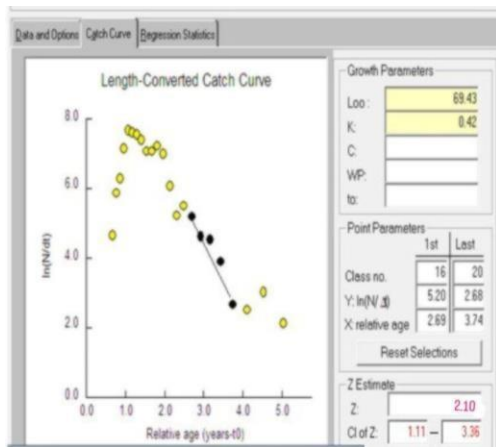 Data and Options Catch Curve Regression Statistics
Length-Converted Catch Curve
8.0
6.0
4.0
2.0
0.0
ln(N/dt)
0.0 1.0 2.0 3.0 4.0 5.0
Relative age (years-t0)
Growth Parameters
Loo: 69.43
K: 0.42
C:
WP:
to:
Point Parameters
1st Last
Class no. 16 20
Y: ln(N/Δt) 5.20 2.68
X: relative age 2.69 3.74
Reset Selections
Z Estimate
Z: 2.10
CI of Z: 1.11 – 3.36